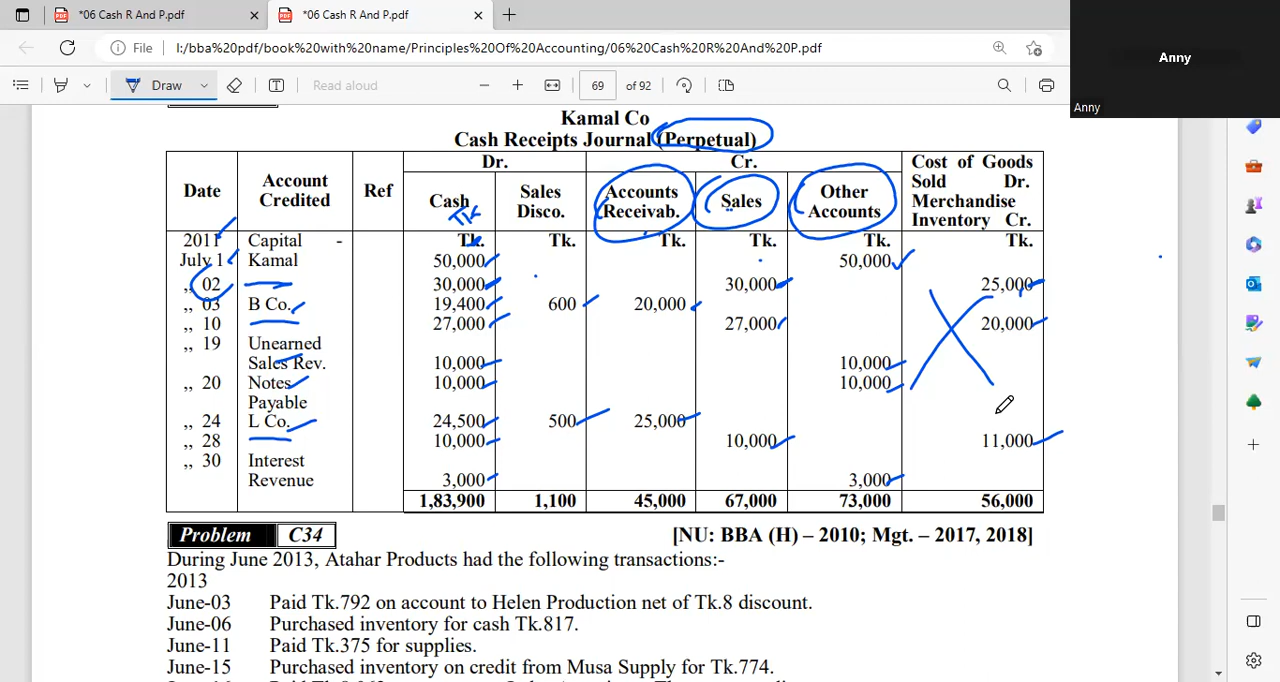 *06 Cash R And P.pdf
*06 Cash R And P.pdf
File
I:/bba%20pdf/book%20with%20name/Principles%20Of%20Accounting/06%20Cash%20R%20And%20P.pdf
Anny
Anny
Draw
Read aloud
69 of 92
Kamal Co
Cash Receipts Journal (Perpetual)
Date Account Credited Ref Dr. Cr. Cost of Goods Sold Dr. Merchandise Inventory Cr.
Cash Sales Disco. Accounts Receivab. Sales Other Accounts
Tk
2011 Capital - Tk. Tk. Tk. Tk. Tk. Tk.
July 1 Kamal 50,000 50,000
,, 02 30,000 30,000 25,000
,, 03 B Co. 19,400 600 20,000
,, 10 27,000 27,000 20,000
,, 19 Unearned
Sales Rev. 10,000 10,000
,, 20 Notes 10,000 10,000
Payable
,, 24 L Co. 24,500 500 25,000
,, 28 10,000 10,000 11,000
,, 30 Interest
Revenue 3,000 3,000
1,83,900 1,100 45,000 67,000 73,000 56,000
Problem C34 [NU: BBA (H) – 2010; Mgt. – 2017, 2018]
During June 2013, Atahar Products had the following transactions:-
2013
June-03 Paid Tk.792 on account to Helen Production net of Tk.8 discount.
June-06 Purchased inventory for cash Tk.817.
June-11 Paid Tk.375 for supplies.
June-15 Purchased inventory on credit from Musa Supply for Tk.774.